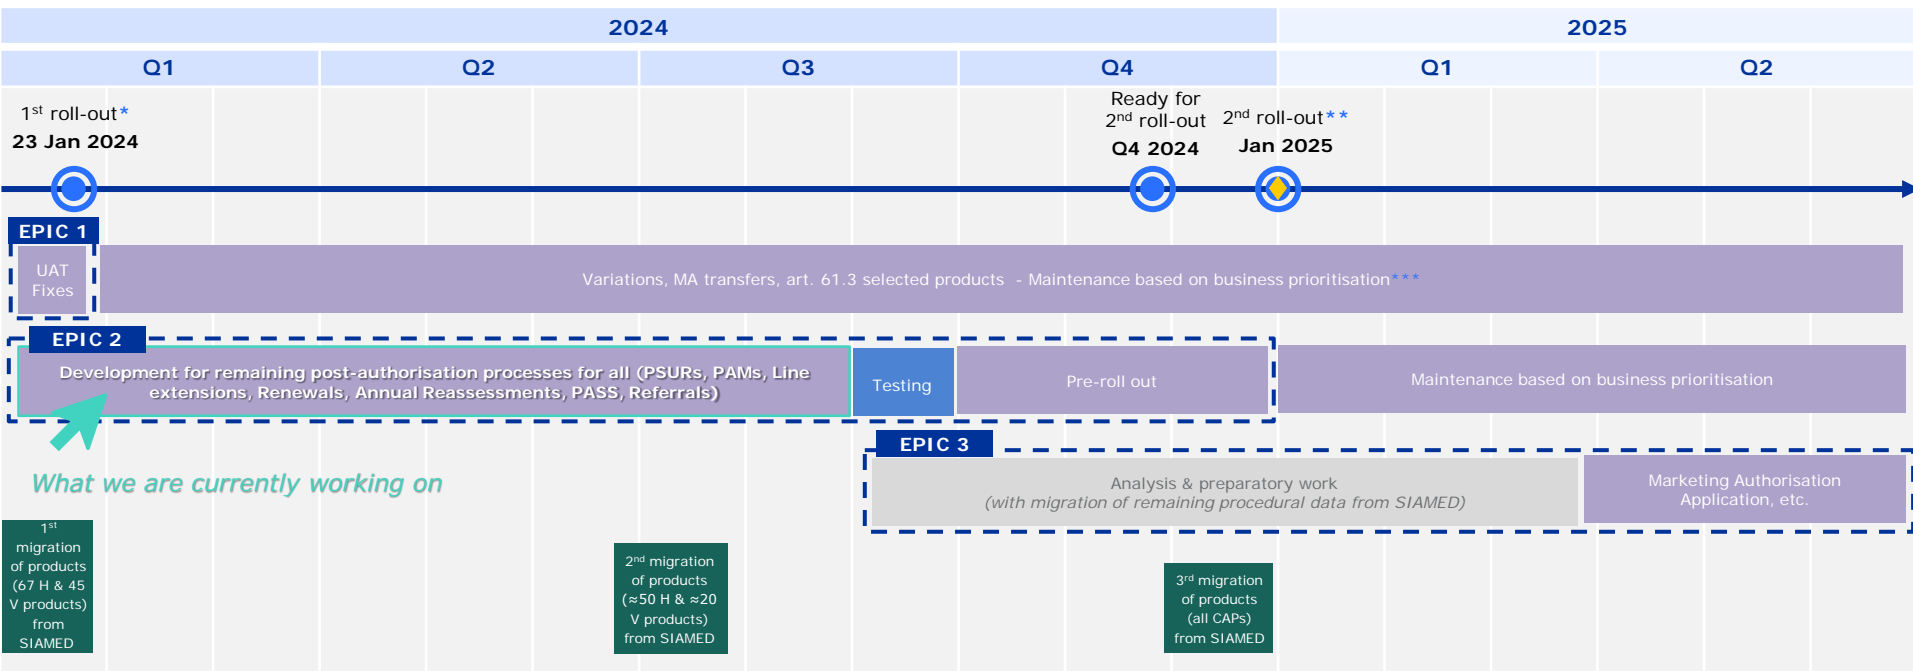 2024
2025
Q1
Q2
Q3
Q4
Q1
Q2
1st roll-out*
23 Jan 2024
Ready for
2nd roll-out
Q4 2024
2nd roll-out**
Jan 2025
EPIC 1
UAT
Fixes
Variations, MA transfers, art. 61.3 selected products - Maintenance based on business prioritisation***
EPIC 2
Development for remaining post-authorisation processes for all (PSURs, PAMs, Line
extensions, Renewals, Annual Reassessments, PASS, Referrals)
Testing
Pre-roll out
Maintenance based on business prioritisation
What we are currently working on
EPIC 3
Analysis & preparatory work
(with migration of remaining procedural data from SIAMED)
Marketing Authorisation
Application, etc.
1st
migration
of products
(67 H & 45
V products)
from
SIAMED
2nd migration
of products
(≈50 H & ≈20
V products)
from SIAMED
3rd migration
of products
(all CAPs)
from SIAMED